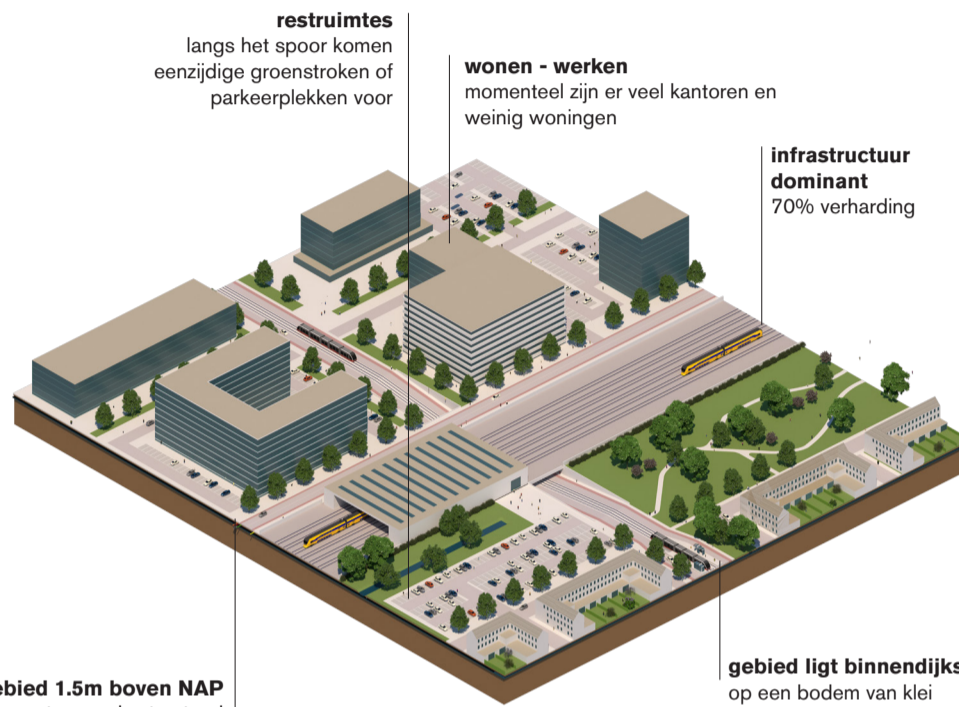 restruimtes
langs het spoor komen
eenzijdige groenstroken of
parkeerplekken voor
wonen - werken
momenteel zijn er veel kantoren en
weinig woningen
infrastructuur
dominant
70% verharding
ebied 1.5m boven NAP
gebied ligt binnendijks
op een bodem van klei